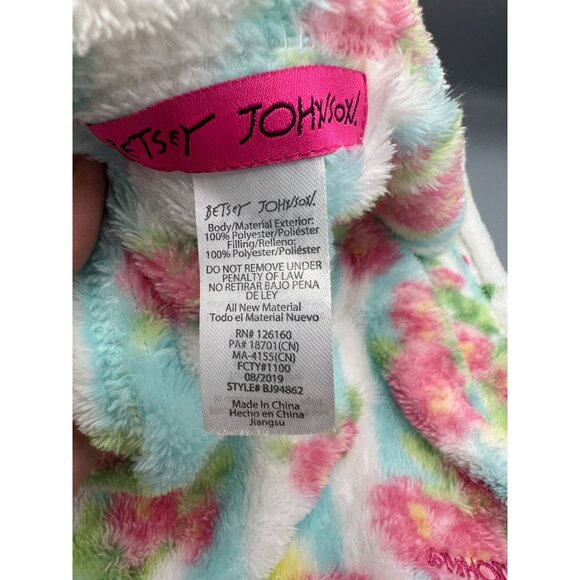 BETSEY JOHNSON.
BETSEY JOHNSON.
Body/Material Exterior:
100% Polyester/Poliéster
Filling/Relleno:
100% Polyester/Poliéster
DO NOT REMOVE UNDER
PENALTY OF LAW
NO RETIRAR BAJO PENA
DE LEY
All New Material
Todo el Material Nuevo
RN# 126160
PA# 18701(CN)
MA-4155(CN)
FCTY#1100
08/2019
STYLE# BJ94862
Made in China
Hecho en China
Jiangsu